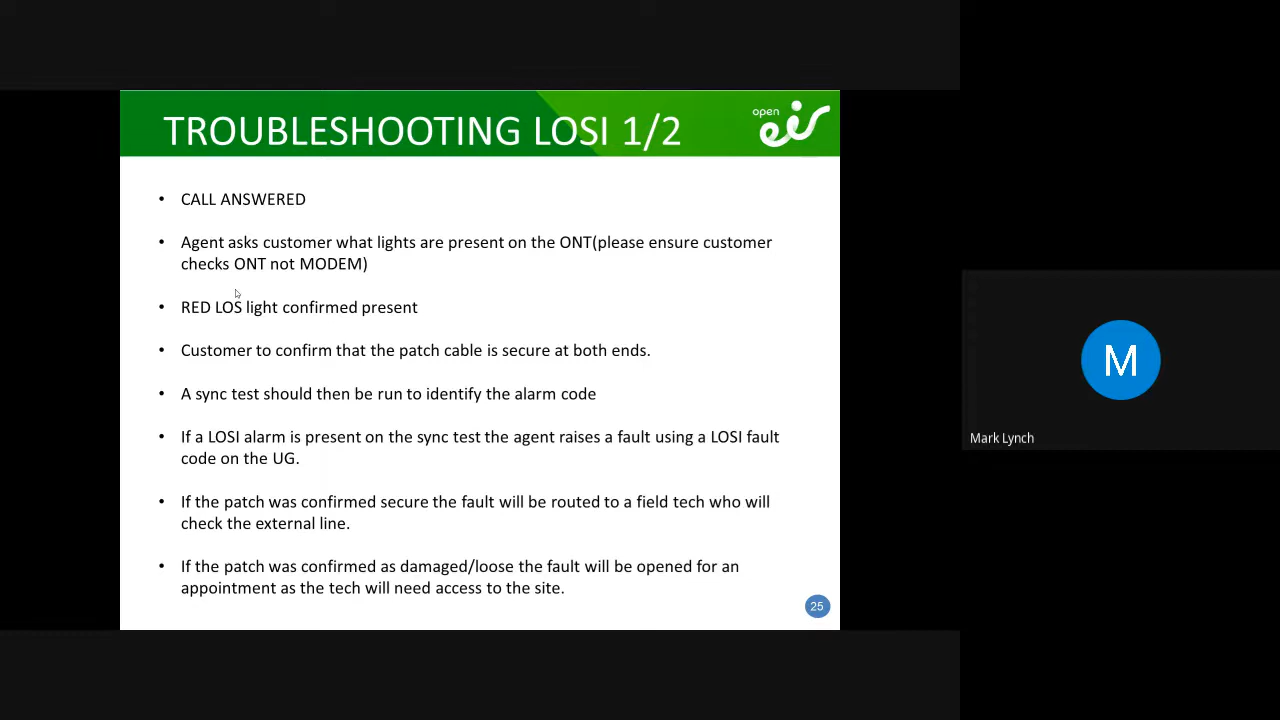 TROUBLESHOOTING LOSI 1/2
open
eir
• CALL ANSWERED
• Agent asks customer what lights are present on the ONT(please ensure customer
checks ONT not MODEM)
• RED LOS light confirmed present
• Customer to confirm that the patch cable is secure at both ends.
• A sync test should then be run to identify the alarm code
• If a LOSI alarm is present on the sync test the agent raises a fault using a LOSI fault
code on the UG.
• If the patch was confirmed secure the fault will be routed to a field tech who will
check the external line.
• If the patch was confirmed as damaged/loose the fault will be opened for an
appointment as the tech will need access to the site.
25
M
Mark Lynch